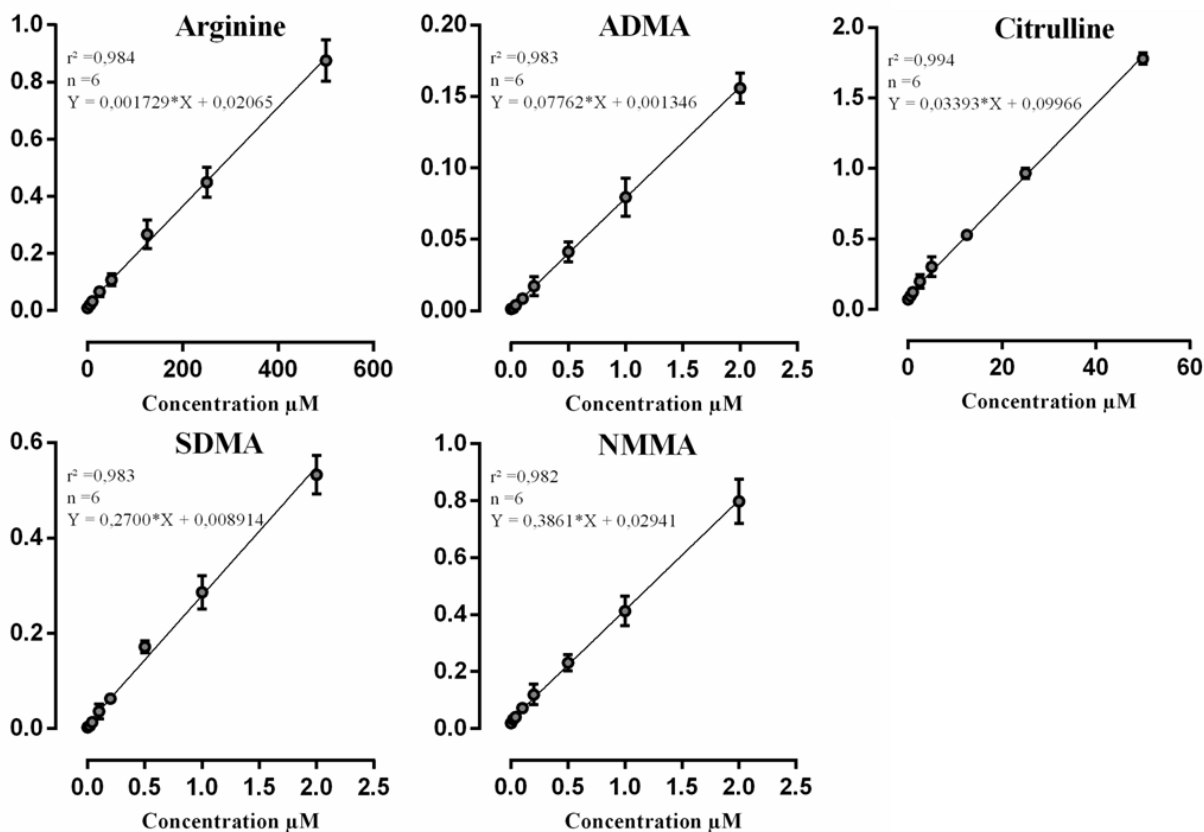 Arginine
r² =0,984
n =6
Y = 0,001729*X + 0,02065
1.0
0.8
0.6
0.4
0.2
0.0
0 200 400 600
Concentration µM
ADMA
r² =0,983
n =6
Y = 0,07762*X + 0,001346
0.20
0.15
0.10
0.05
0.00
0.0 0.5 1.0 1.5 2.0 2.5
Concentration µM
Citrulline
r² =0,994
n =6
Y = 0,03393*X + 0,09966
2.0
1.5
1.0
0.5
0.0
0 20 40 60
Concentration µM
SDMA
r² =0,983
n =6
Y = 0,2700*X + 0,008914
0.6
0.4
0.2
0.0
0.0 0.5 1.0 1.5 2.0 2.5
Concentration µM
NMMA
r² =0,982
n =6
Y = 0,3861*X + 0,02941
1.0
0.8
0.6
0.4
0.2
0.0
0.0 0.5 1.0 1.5 2.0 2.5
Concentration µM